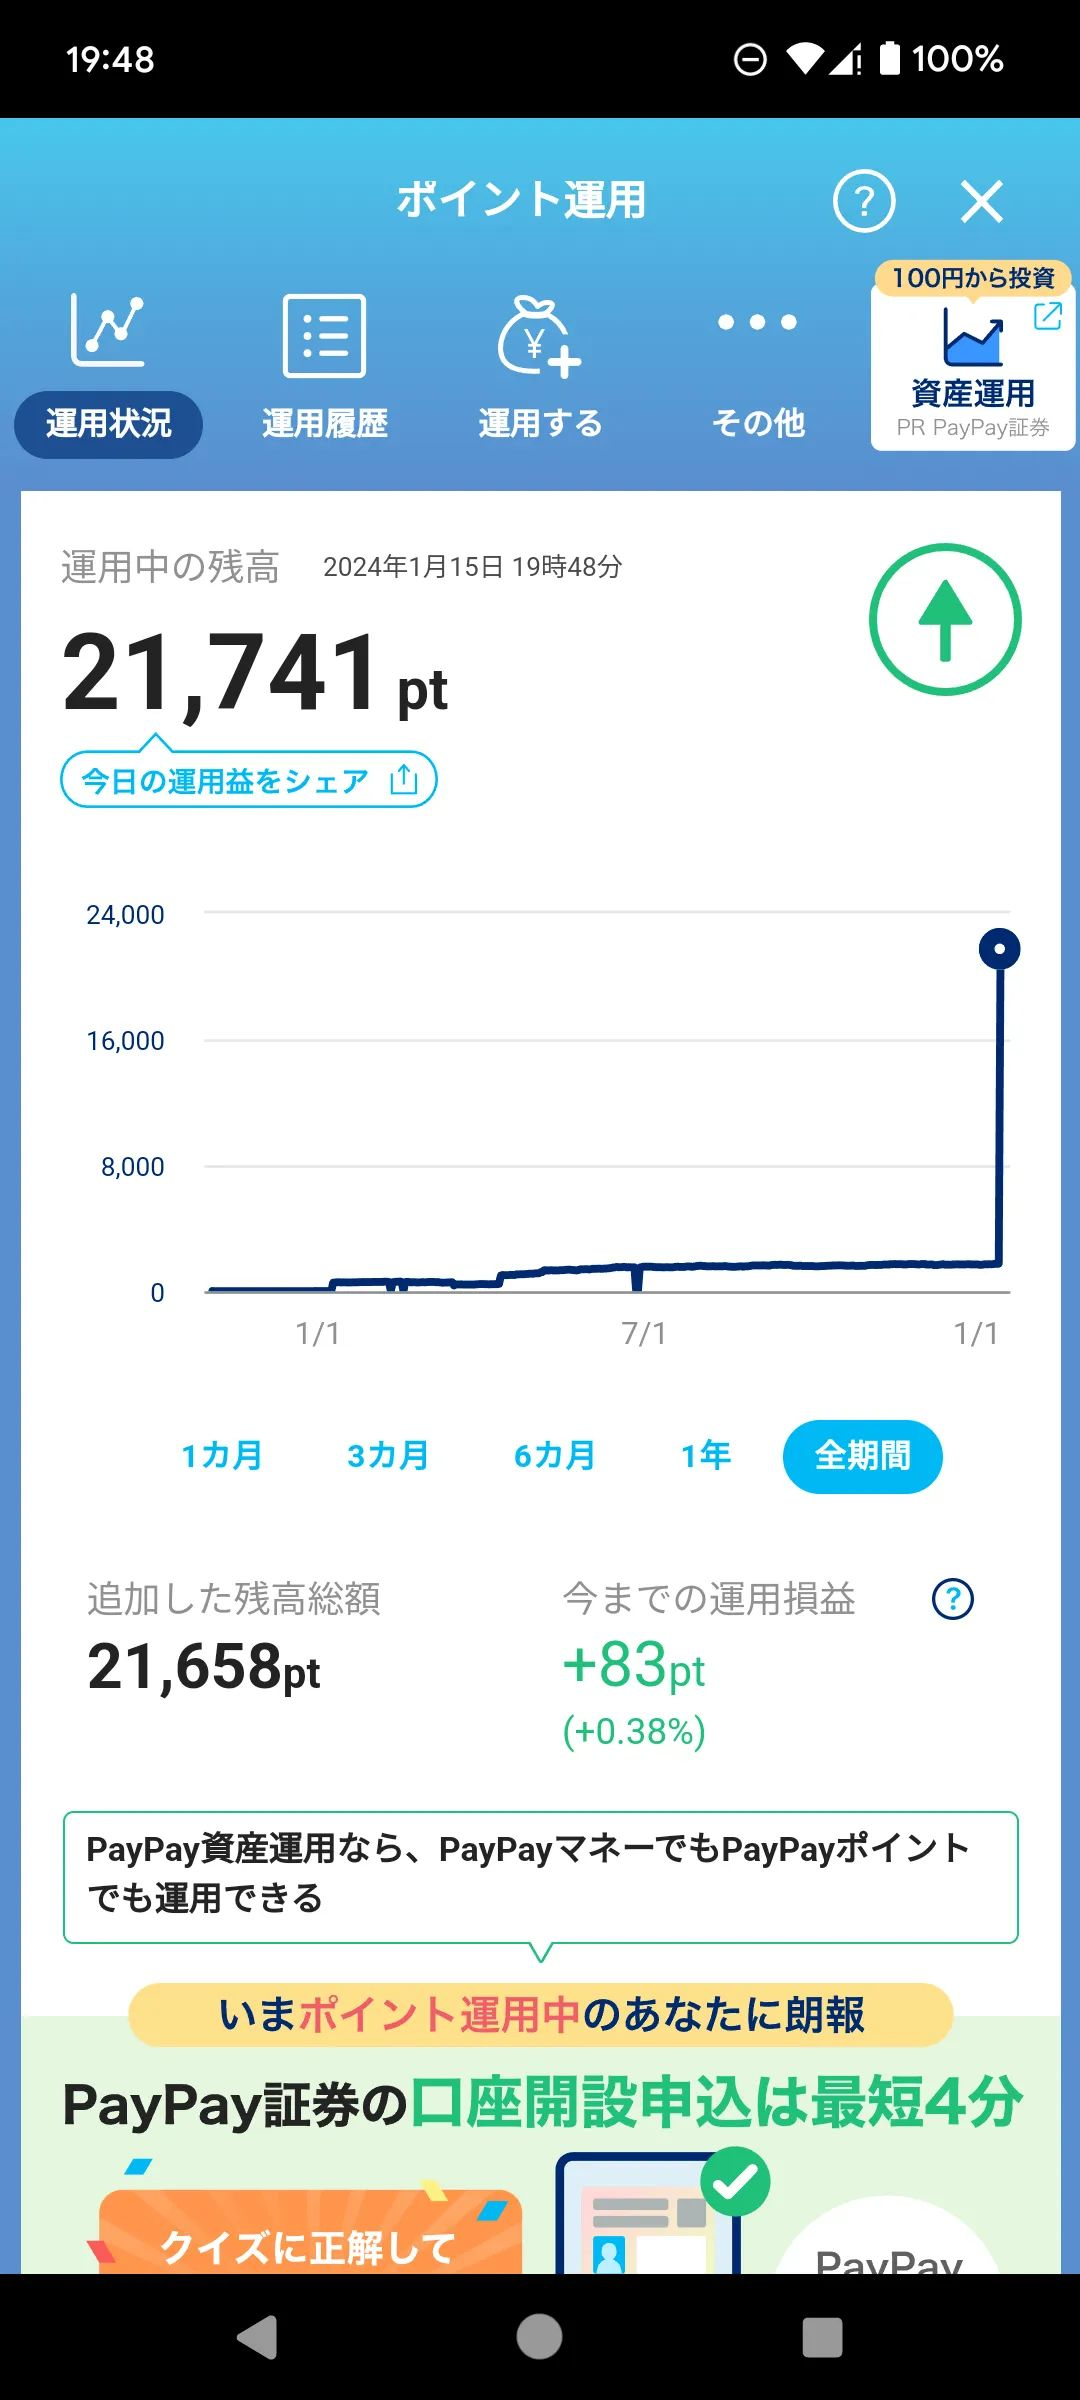 19:48
100%
ポイント運用
?
100円から投資
運用状況
運用履歴
¥
運用する
その他
資産運用
PR PayPay証券
運用中の残高 2024年1月15日 19時48分
21,741 pt
今日の運用益をシェア
24,000
16,000
8,000
0
1/1 7/1 1/1
1カ月 3カ月 6カ月 1年 全期間
追加した残高総額 今までの運用損益 ?
21,658pt +83pt
(+0.38%)
PayPay資産運用なら、PayPayマネーでもPayPayポイント
でも運用できる
いまポイント運用中のあなたに朗報
PayPay証券の口座開設申込は最短4分
クイズに正解して
PayPay